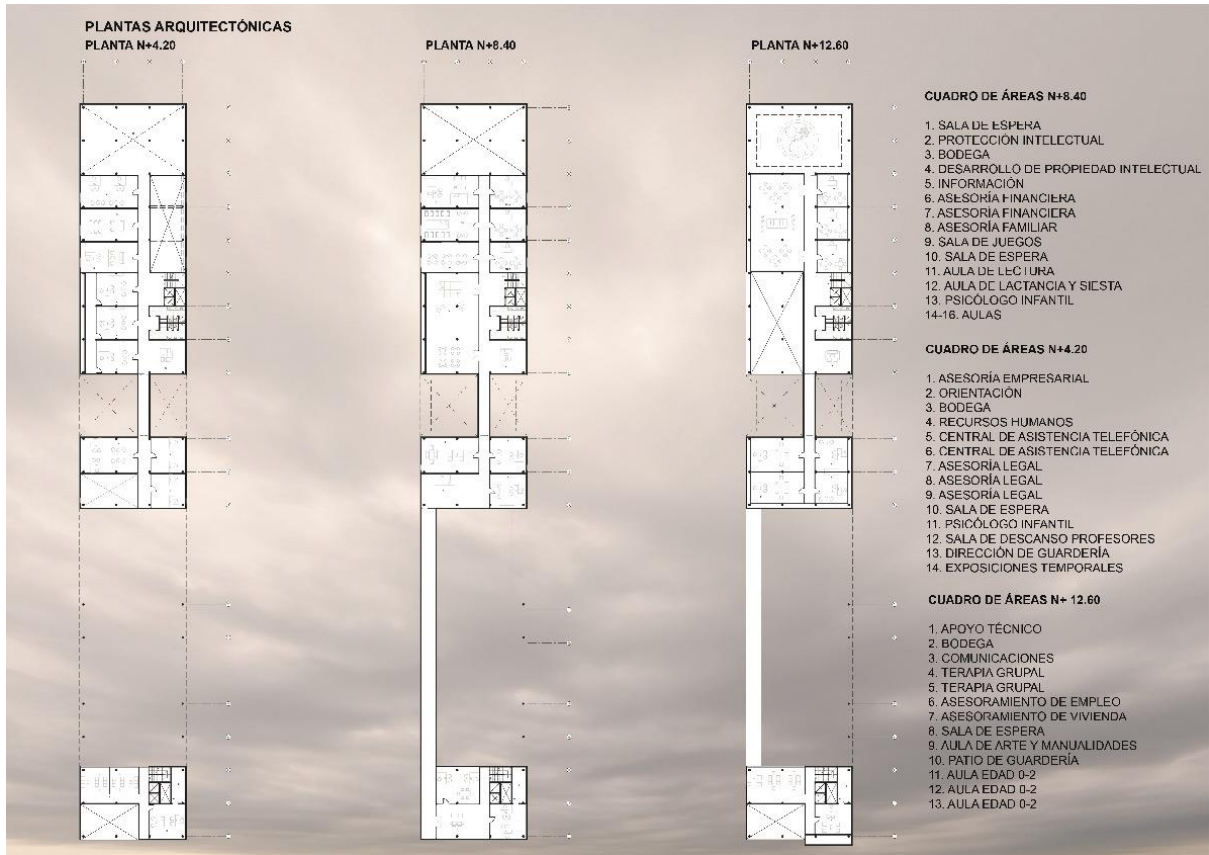 PLANTAS ARQUITECTÓNICAS
PLANTA N+4.20
PLANTA N+8.40
PLANTA N+12.60
CUADRO DE ÁREAS N+8.40
1. SALA DE ESPERA
2. PROTECCIÓN INTELECTUAL
3. BODEGA
4. DESARROLLO DE PROPIEDAD INTELECTUAL
5. INFORMACIÓN
6. ASESORÍA FINANCIERA
7. ASESORÍA FINANCIERA
8. ASESORÍA FAMILIAR
9. SALA DE JUEGOS
10. SALA DE ESPERA
11. AULA DE LECTURA
12. AULA DE LACTANCIA Y SIESTA
13. PSICÓLOGO INFANTIL
14-16. AULAS
CUADRO DE ÁREAS N+4.20
1. ASESORÍA EMPRESARIAL
2. ORIENTACIÓN
3. BODEGA
4. RECURSOS HUMANOS
5. CENTRAL DE ASISTENCIA TELEFÓNICA
6. CENTRAL DE ASISTENCIA TELEFÓNICA
7. ASESORÍA LEGAL
8. ASESORÍA LEGAL
9. ASESORÍA LEGAL
10. SALA DE ESPERA
11. PSICÓLOGO INFANTIL
12. SALA DE DESCANSO PROFESORES
13. DIRECCIÓN DE GUARDERÍA
14. EXPOSICIONES TEMPORALES
CUADRO DE ÁREAS N+ 12.60
1. APOYO TÉCNICO
2. BODEGA
3. COMUNICACIONES
4. TERAPIA GRUPAL
5. TERAPIA GRUPAL
6. ASESORAMIENTO DE EMPLEO
7. ASESORAMIENTO DE VIVIENDA
8. SALA DE ESPERA
9. AULA DE ARTE Y MANUALIDADES
10. PATIO DE GUARDERÍA
11. AULA EDAD 0-2
12. AULA EDAD 0-2
13. AULA EDAD 0-2